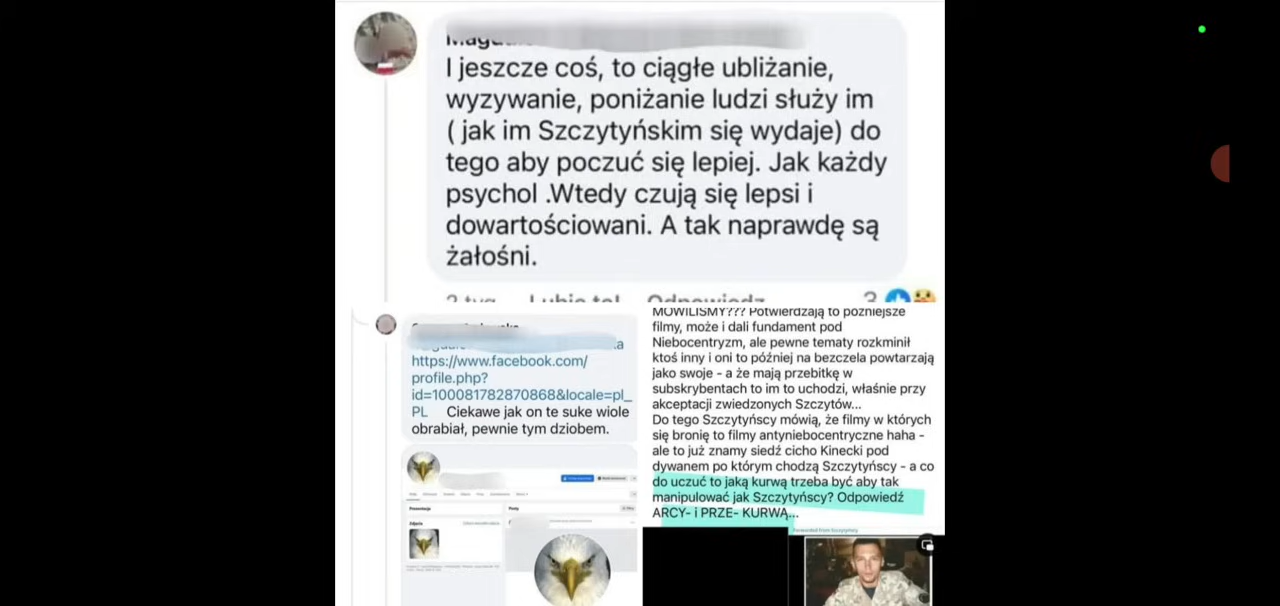 I jeszcze coś, to ciągłe ubliżanie,
wyzywanie, poniżanie ludzi służy im
( jak im Szczytyńskim się wydaje) do
tego aby poczuć się lepiej. Jak każdy
psychol .Wtedy czują się lepsi i
dowartościowani. A tak naprawdę są
żałośni.
2 tyg. Lubię to! Odpowiedz 3
https://www.facebook.com/
profile.php?
id=100081782870868&locale=pl_
PL Ciekawe jak on te suke wiole
obrabiał, pewnie tym dziobem.
MÓWILIŚMY??? Potwierdzają to późniejsze
filmy, może i dali fundament pod
Niebocentryzm, ale pewne tematy rozkminił
ktoś inny i oni to później na bezczela powtarzają
jako swoje - a że mają przebitkę w
subskrybentach to im to uchodzi, właśnie przy
akceptacji zwiedzonych Szczytów...
Do tego Szczytyńscy mówią, że filmy w których
się bronię to filmy antyniebocentryczne haha -
ale to już znamy siedź cicho Kinecki pod
dywanem po którym chodzą Szczytyńscy - a co
do uczuć to jaką kurwą trzeba być aby tak
manipulować jak Szczytyńscy? Odpowiedź
ARCY- i PRZE- KURWĄ...
Forwarded from Szczytyńscy